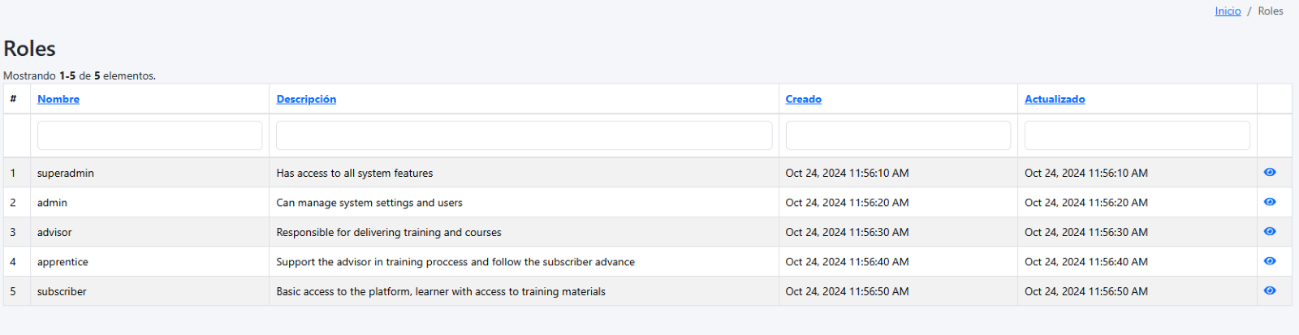 Inicio / Roles
Roles
Mostrando 1-5 de 5 elementos.
# Nombre Descripción Creado Actualizado
1 superadmin Has access to all system features Oct 24, 2024 11:56:10 AM Oct 24, 2024 11:56:10 AM
2 admin Can manage system settings and users Oct 24, 2024 11:56:20 AM Oct 24, 2024 11:56:20 AM
3 advisor Responsible for delivering training and courses Oct 24, 2024 11:56:30 AM Oct 24, 2024 11:56:30 AM
4 apprentice Support the advisor in training proccess and follow the subscriber advance Oct 24, 2024 11:56:40 AM Oct 24, 2024 11:56:40 AM
5 subscriber Basic access to the platform, learner with access to training materials Oct 24, 2024 11:56:50 AM Oct 24, 2024 11:56:50 AM